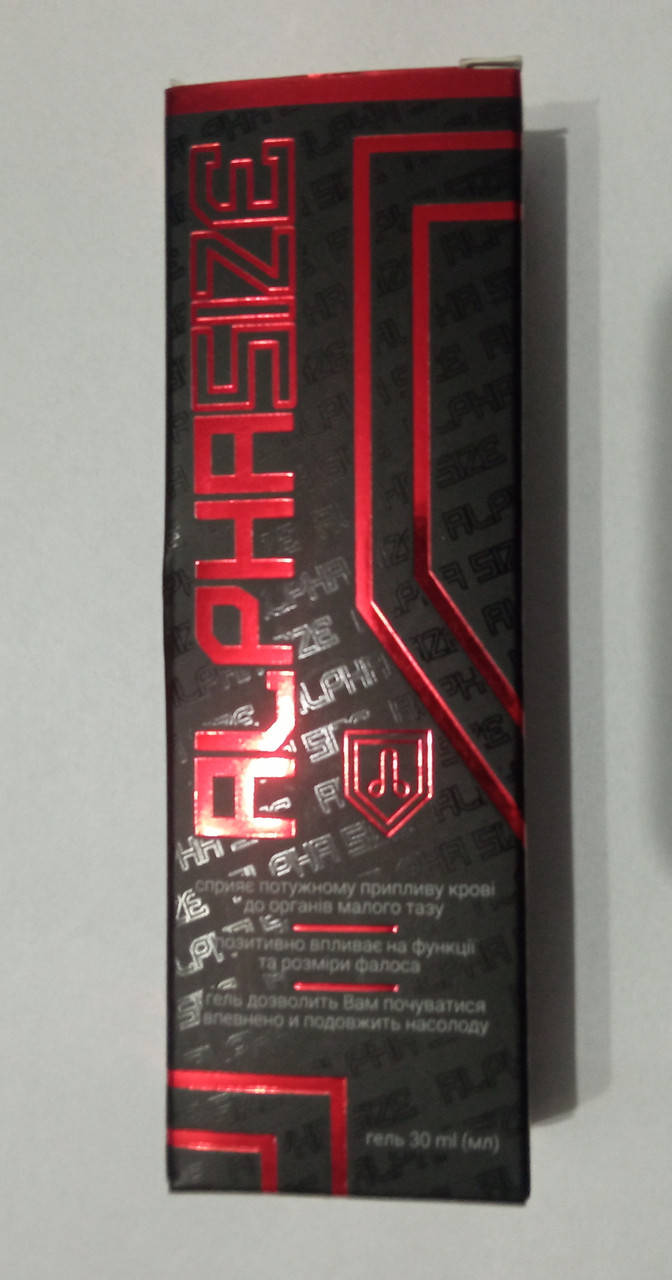 ALPHASIZE
сприяє потужному припливу крові
до органів малого тазу
позитивно впливає на функції
та розміри фалоса
гель дозволить Вам почуватися
впевнено и подовжить насолоду
гель 30 ml (мл)